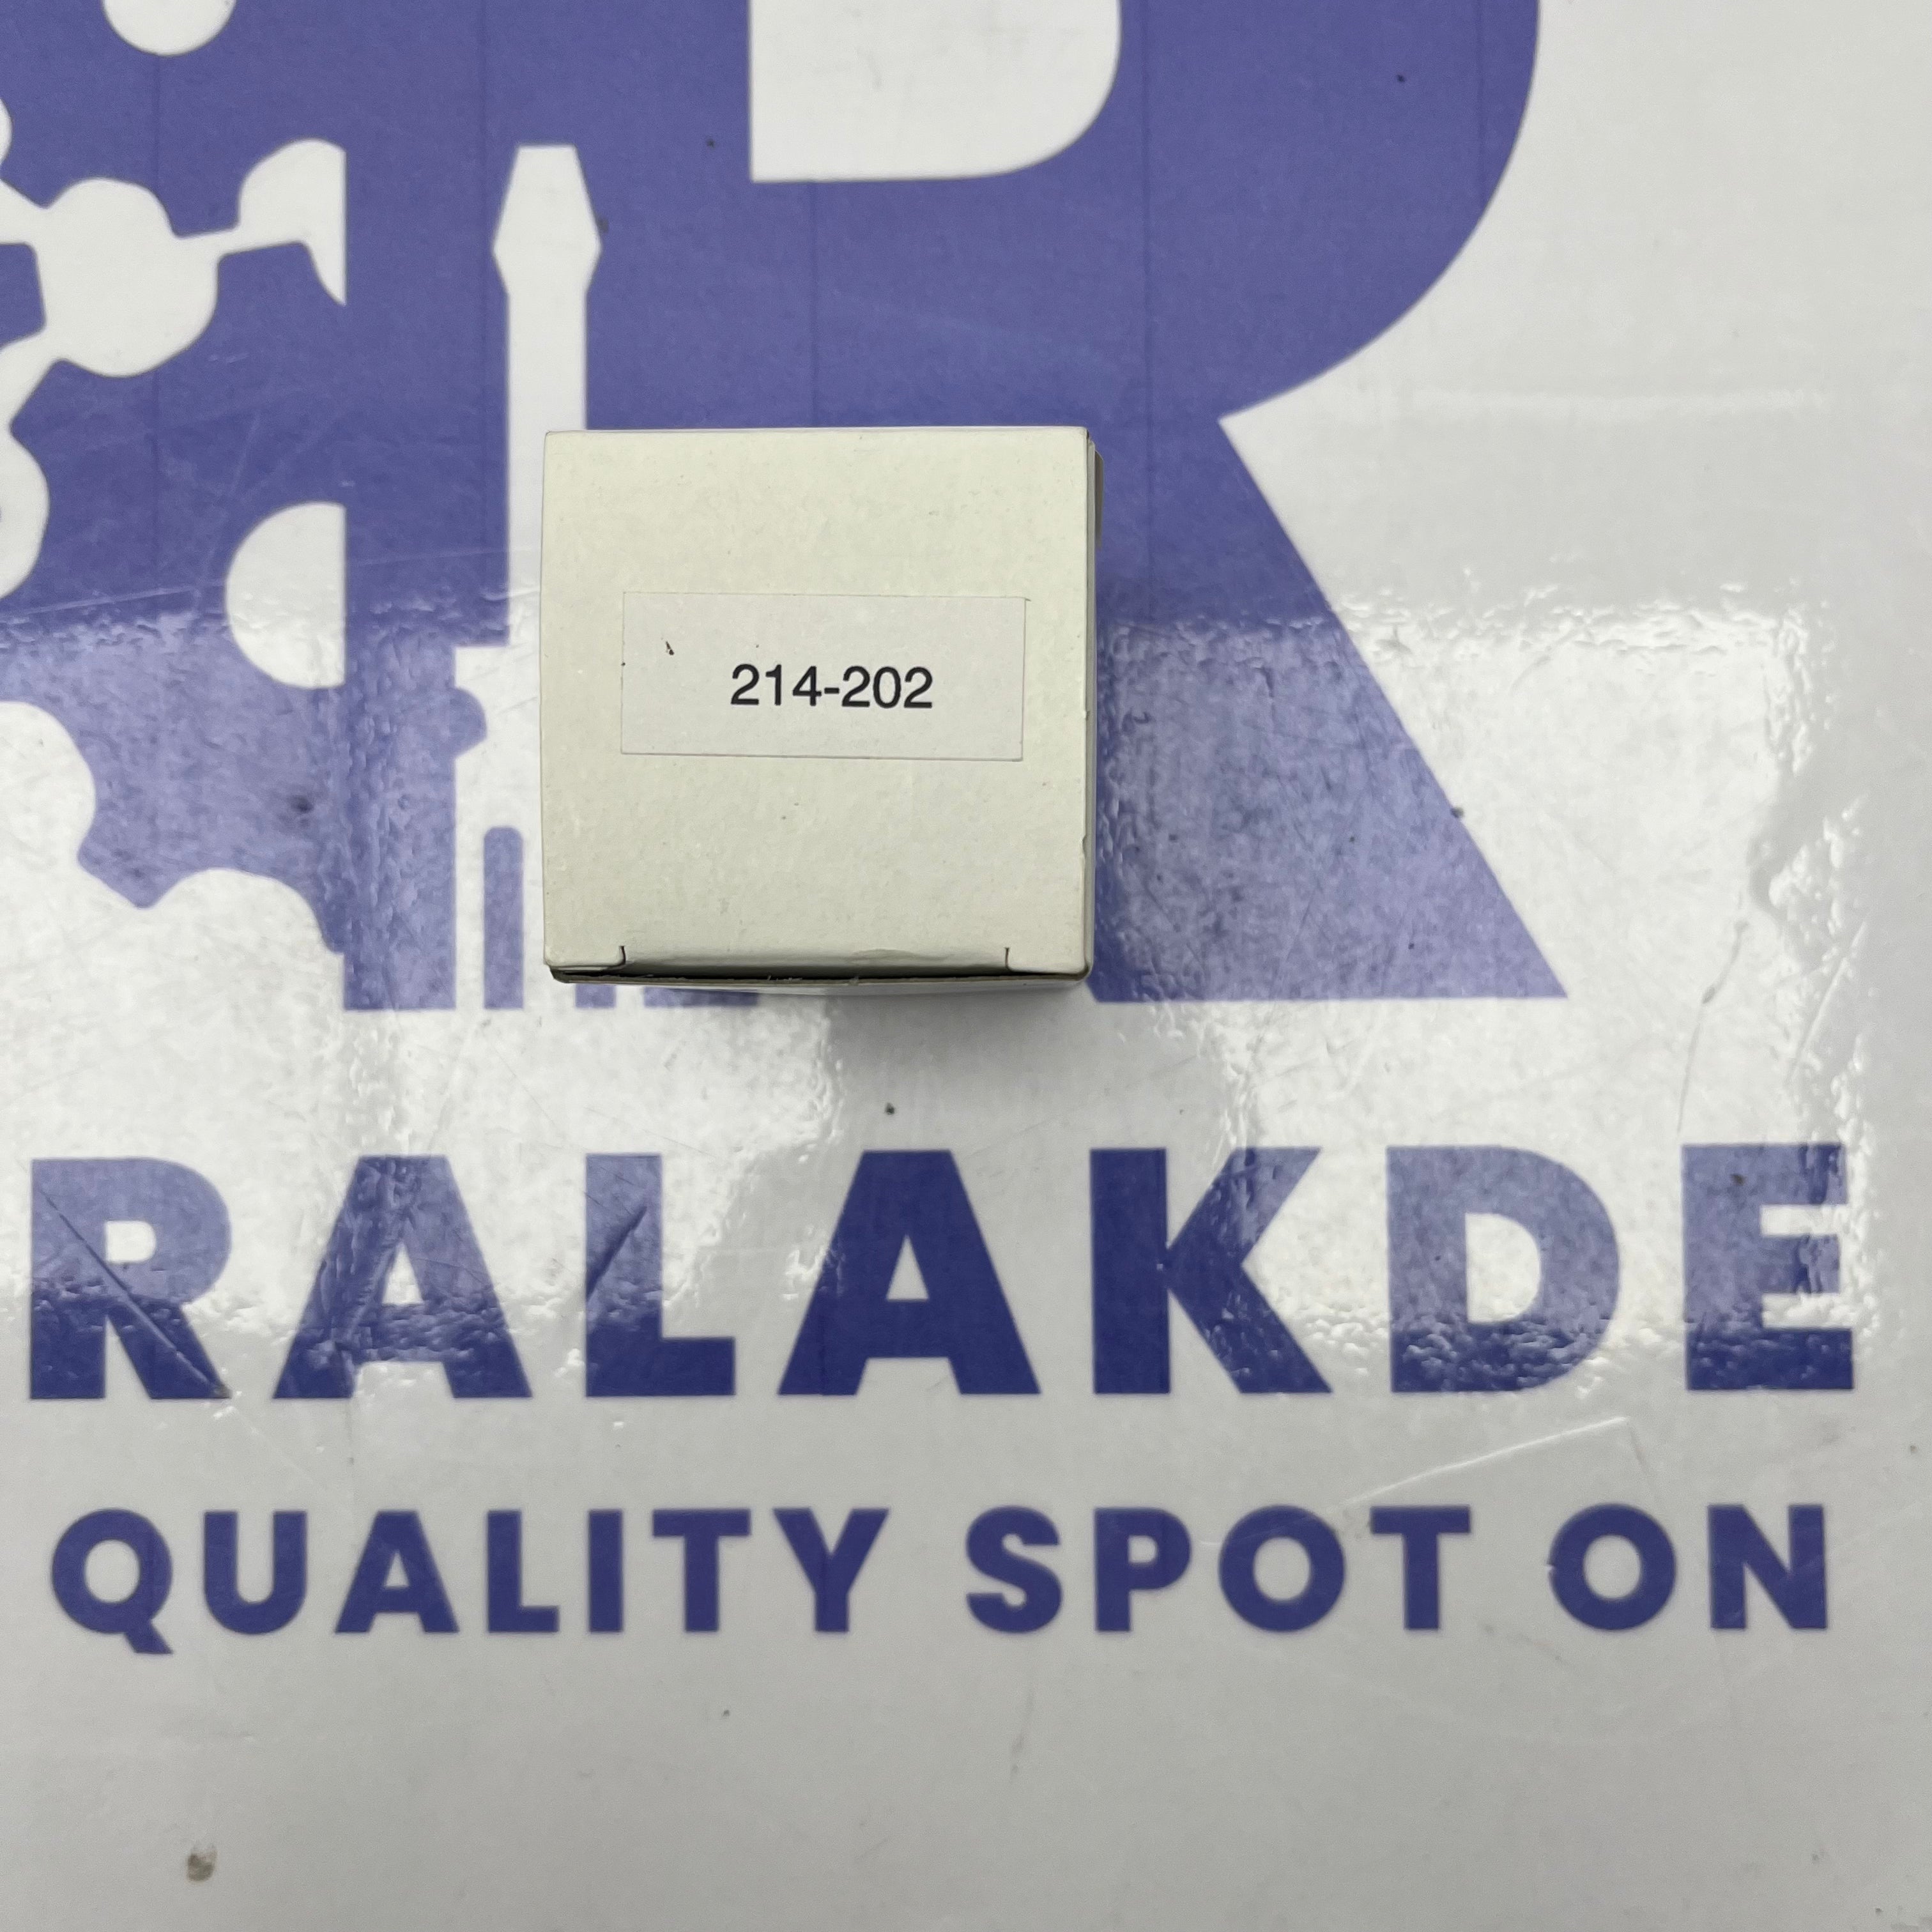 214-202
RALAKDE
QUALITY SPOT ON